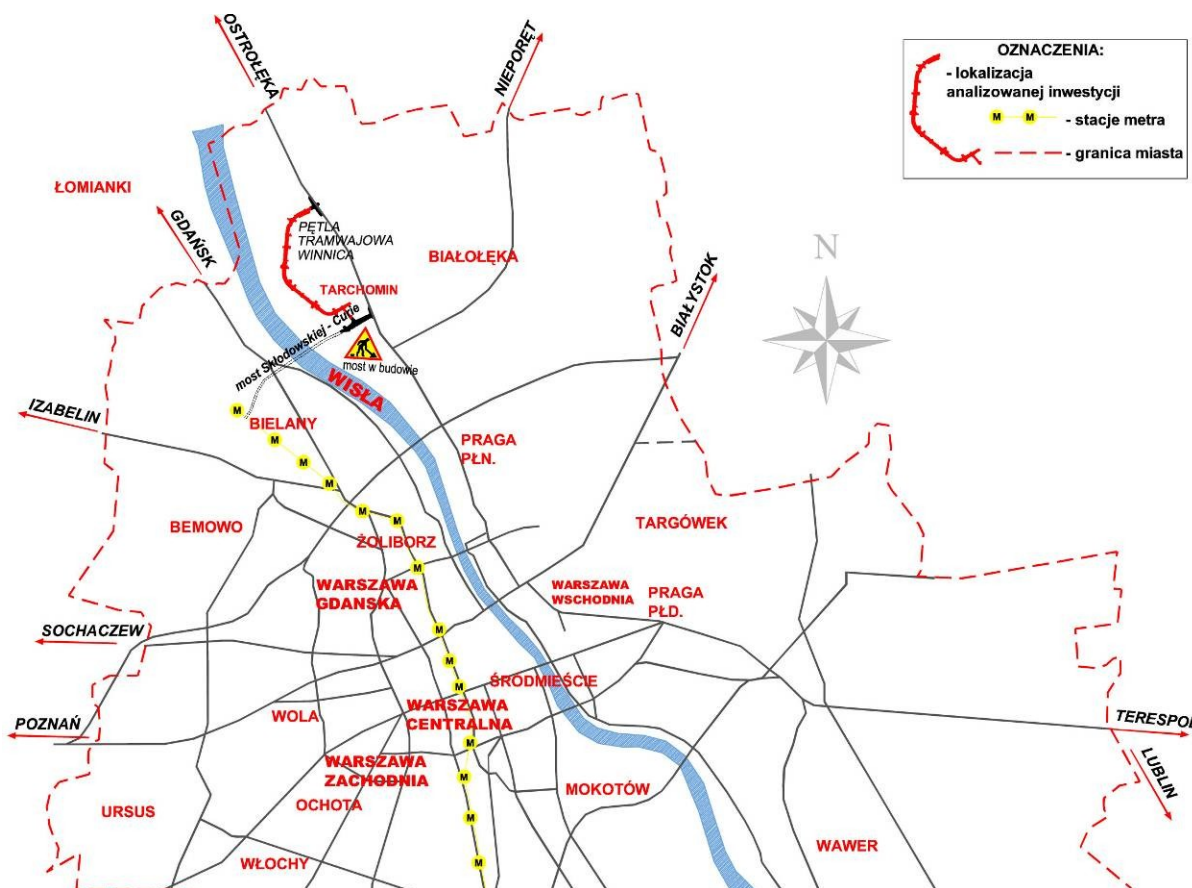 OSTROŁĘKA
NIEPORĘT
OZNACZENIA:
- lokalizacja
analizowanej inwestycji
M M - stacje metra
- granica miasta
ŁOMIANKI
GDAŃSK
PĘTLA
TRAMWAJOWA
WINNICA
BIAŁOŁĘKA
N
TARCHOMIN
BIAŁYSTOK
most Skłodowskiej - Curie
most w budowie
WISŁA
IZABELIN
M
BIELANY
M
M
M
PRAGA
PŁN.
BEMOWO
M
M
ŻOLIBORZ
TARGÓWEK
M
WARSZAWA
GDANSKA
WARSZAWA
WSCHODNIA
PRAGA
PŁD.
SOCHACZEW
M
M
M
ŚRÓDMIEŚCIE
WOLA
WARSZAWA
CENTRALNA
POZNAŃ
TERESPOL
M
WARSZAWA
ZACHODNIA
M
LUBLIN
URSUS
OCHOTA
MOKOTÓW
M
WŁOCHY
M
WAWER